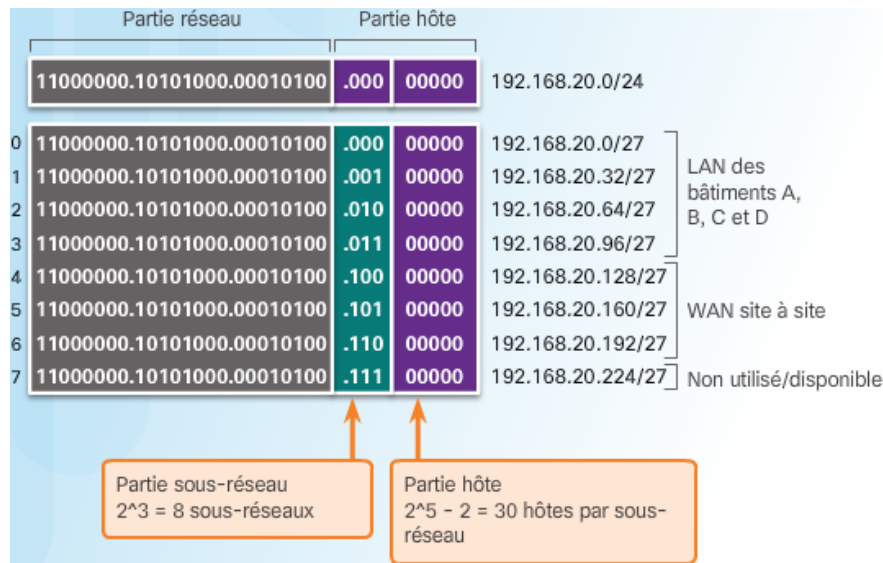 Partie réseau Partie hôte
11000000.10101000.00010100 .000 00000 192.168.20.0/24
0 11000000.10101000.00010100 .000 00000 192.168.20.0/27
1 11000000.10101000.00010100 .001 00000 192.168.20.32/27
2 11000000.10101000.00010100 .010 00000 192.168.20.64/27
3 11000000.10101000.00010100 .011 00000 192.168.20.96/27
LAN des
bâtiments A,
B, C et D
4 11000000.10101000.00010100 .100 00000 192.168.20.128/27
5 11000000.10101000.00010100 .101 00000 192.168.20.160/27
6 11000000.10101000.00010100 .110 00000 192.168.20.192/27
WAN site à site
7 11000000.10101000.00010100 .111 00000 192.168.20.224/27
Non utilisé/disponible
Partie sous-réseau
2^3 = 8 sous-réseaux
Partie hôte
2^5 - 2 = 30 hôtes par sous-
réseau